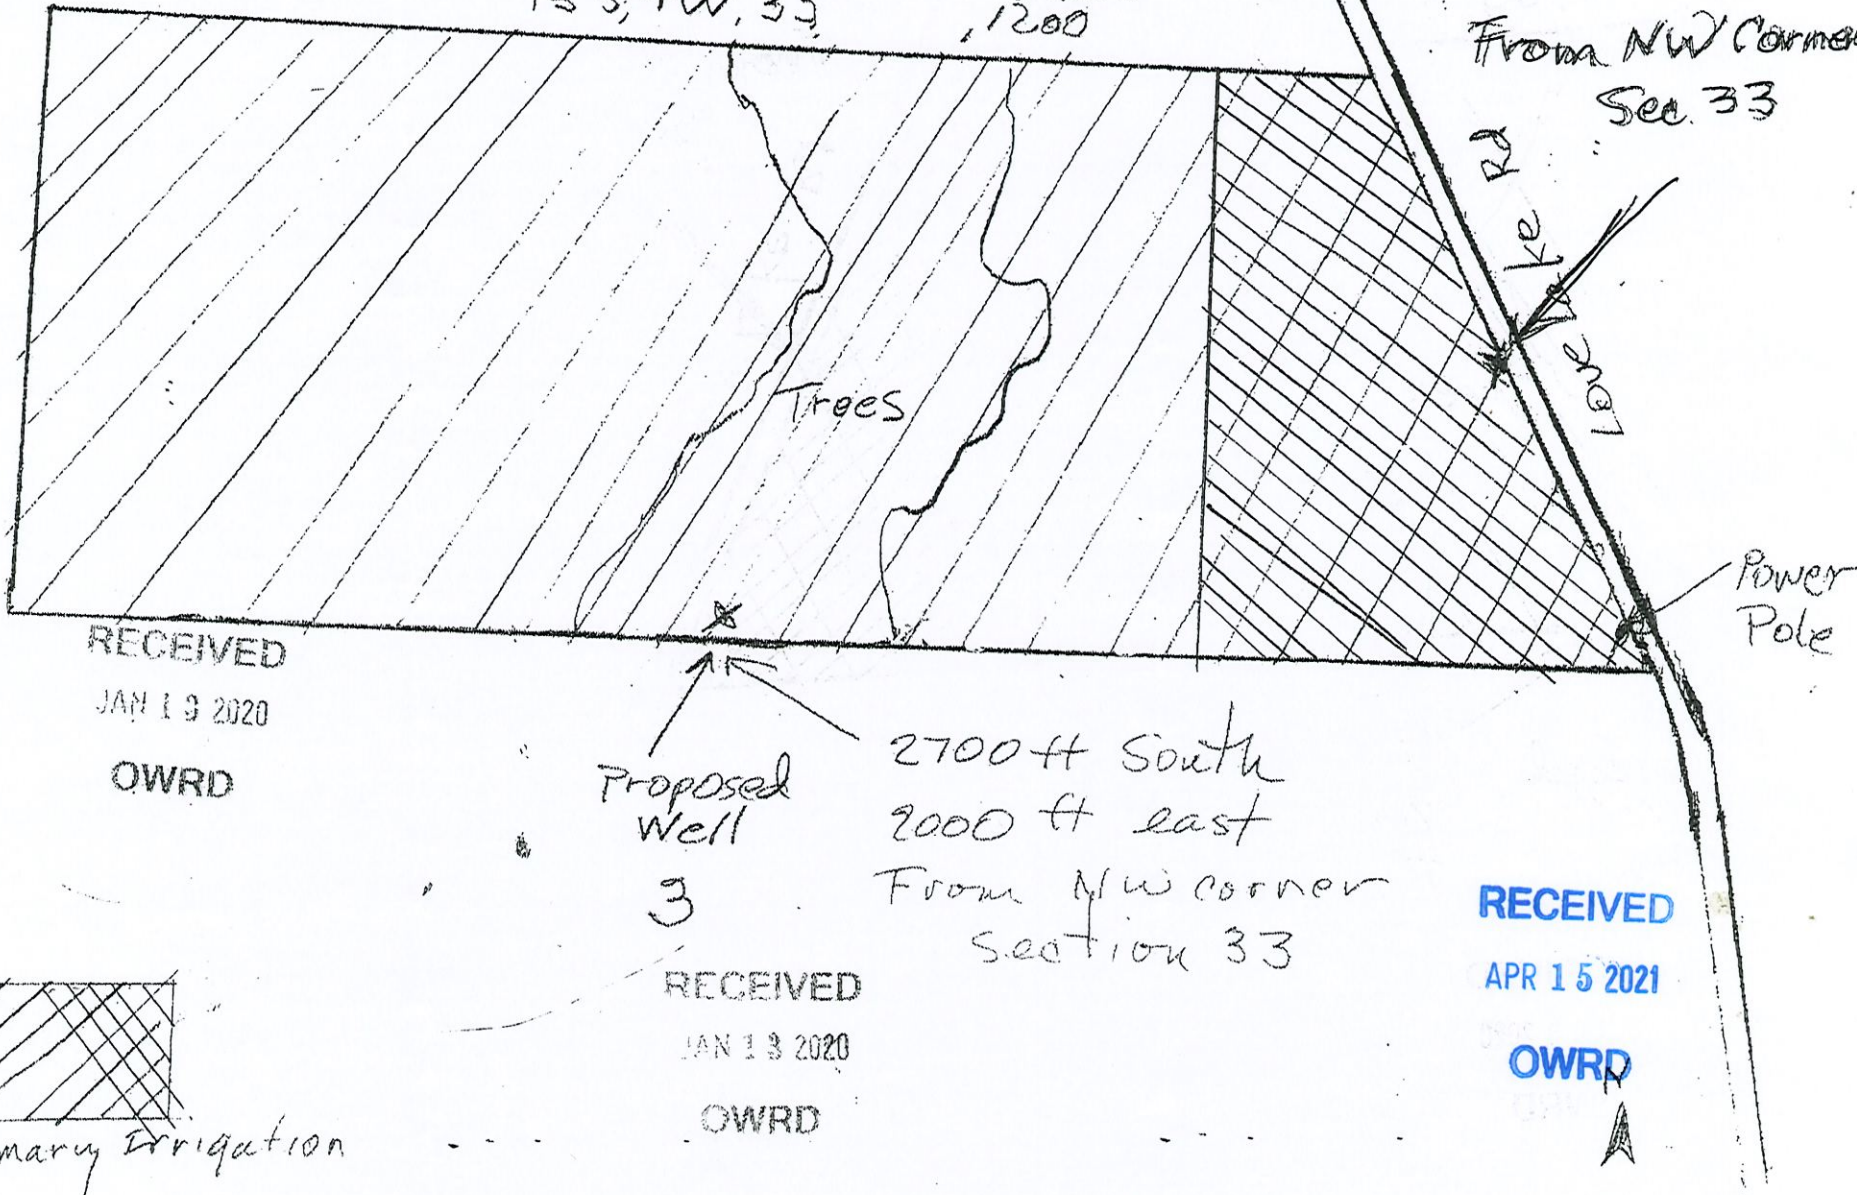 , 1200
From NW Corner
Sec. 33
Love Lake Rd
Trees
Power
Pole
RECEIVED
JAN 13 2020
OWRD
Proposed
Well
3
2700 ft South
2000 ft east
From NW corner
Section 33
RECEIVED
JAN 13 2020
OWRD
RECEIVED
APR 15 2021
OWRD
N
mary Irrigation